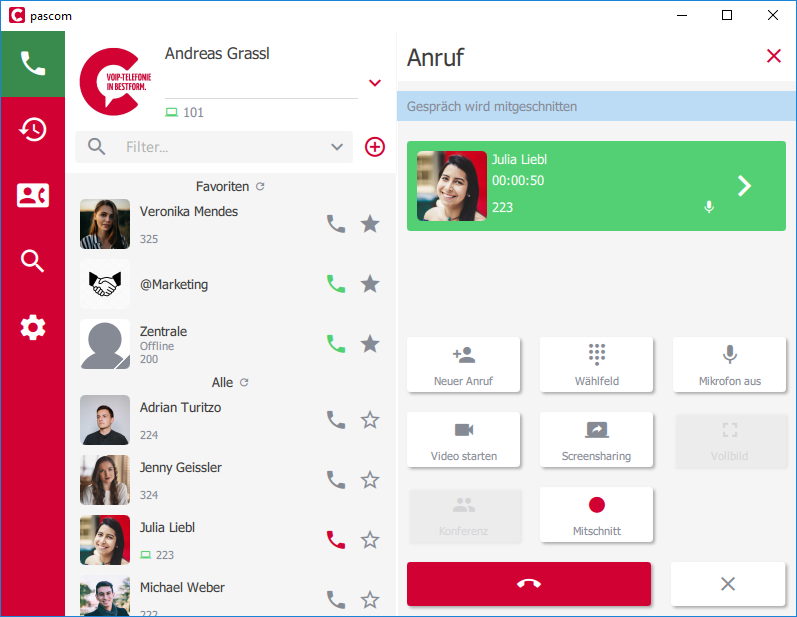 pascom
Andreas Grassl
VOIP-TELEFONIE
IN BESTFORM.
101
Filter...
Favoriten
Veronika Mendes
325
@Marketing
Zentrale
Offline
200
Alle
Adrian Turitzo
224
Jenny Geissler
324
Julia Liebl
223
Michael Weber
222
Anruf
Gespräch wird mitgeschnitten
Julia Liebl
00:00:50
223
Neuer Anruf
Wählfeld
Mikrofon aus
Video starten
Screensharing
Vollbild
Konferenz
Mitschnitt